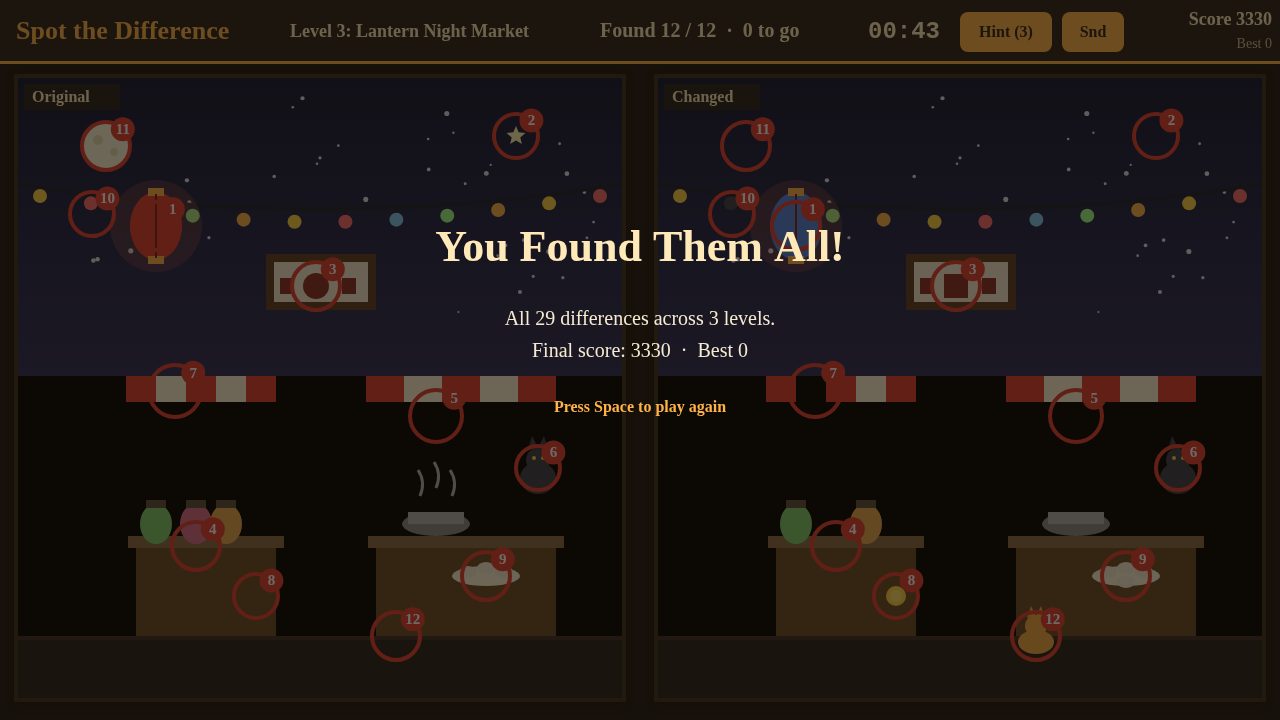 Spot the Difference
Level 3: Lantern Night Market
Found 12 / 12 · 0 to go
00:43
Hint (3)
Snd
Score 3330
Best 0
Original
Changed
11
2
11
2
10
1
10
1
3
3
You Found Them All!
All 29 differences across 3 levels.
Final score: 3330 · Best 0
7
7
5
5
Press Space to play again
6
6
4
4
9
9
8
8
12
12